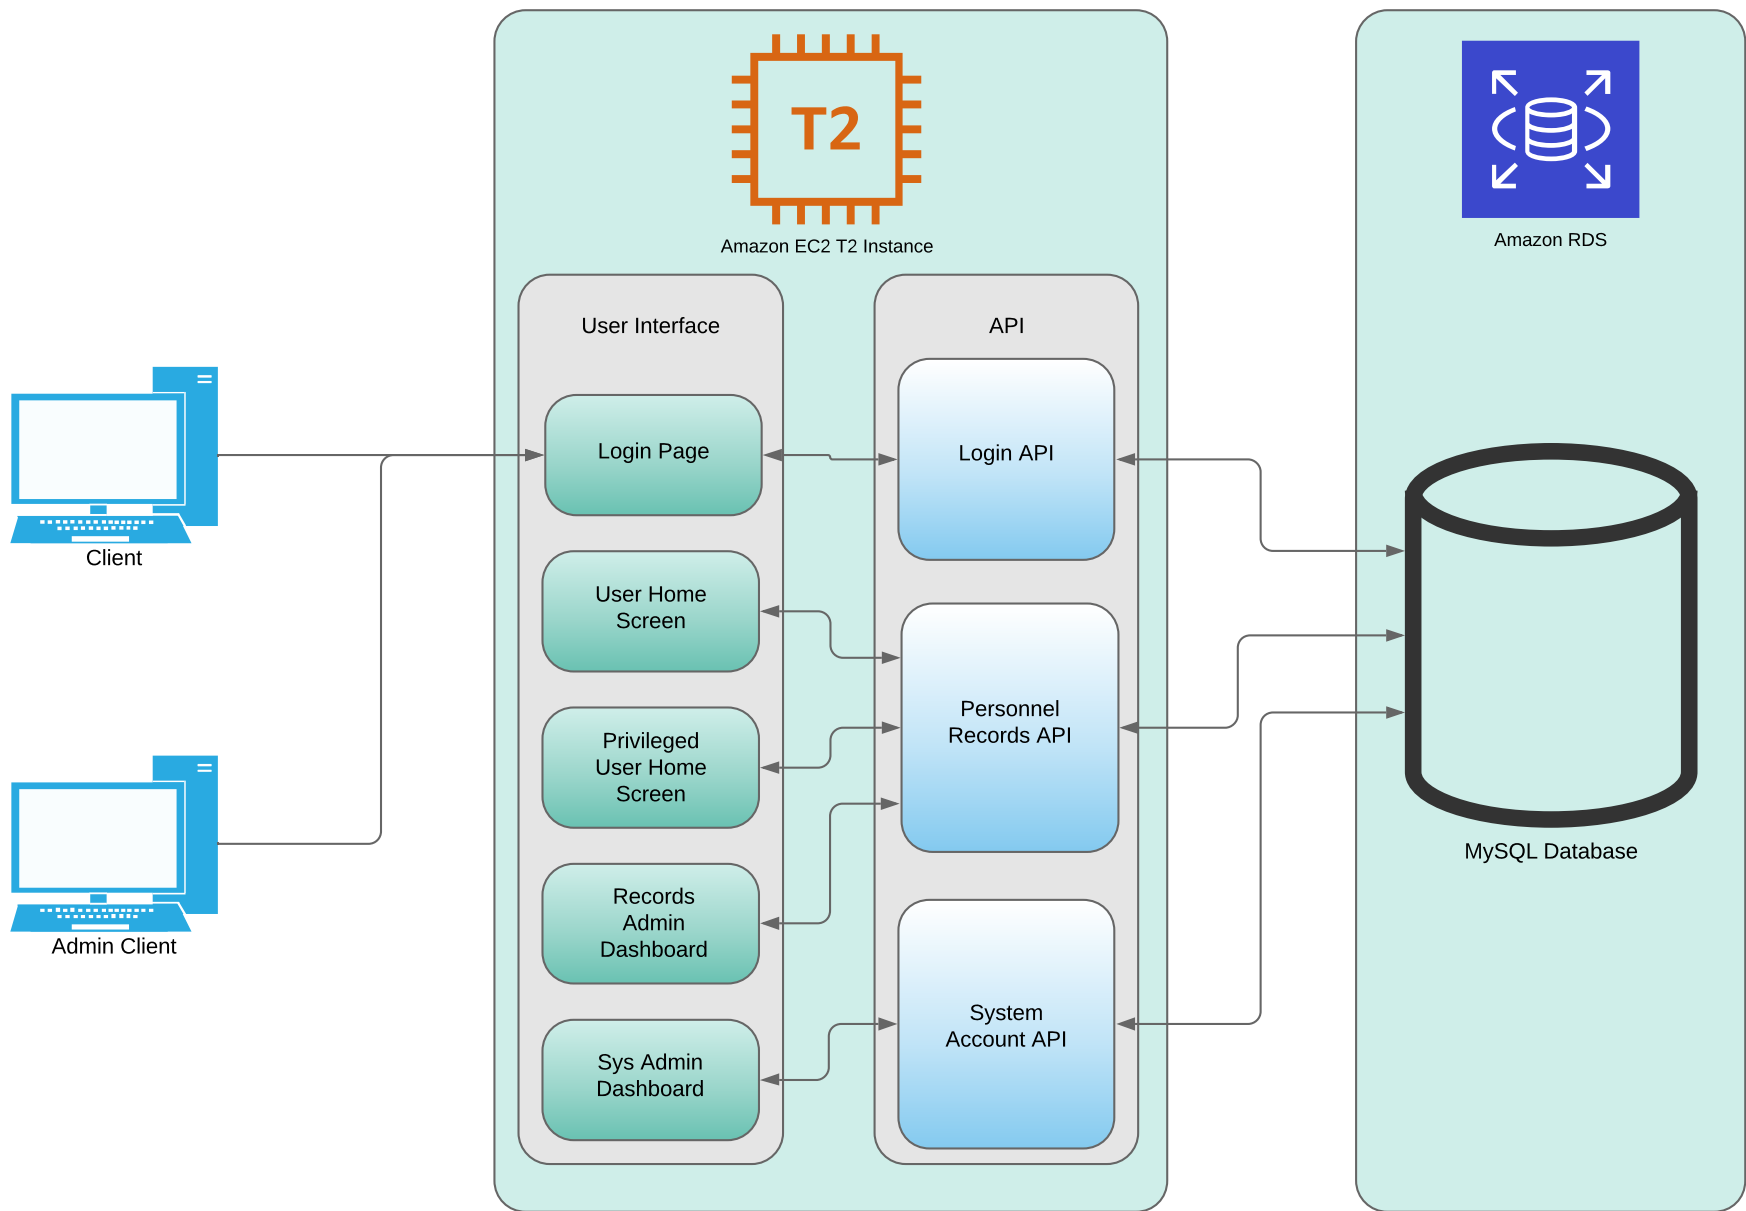 T2
Amazon EC2 T2 Instance
Amazon RDS
User Interface
API
Login Page
Login API
Client
User Home
Screen
Privileged
User Home
Screen
Personnel
Records API
Records
Admin
Dashboard
MySQL Database
Admin Client
Sys Admin
Dashboard
System
Account API